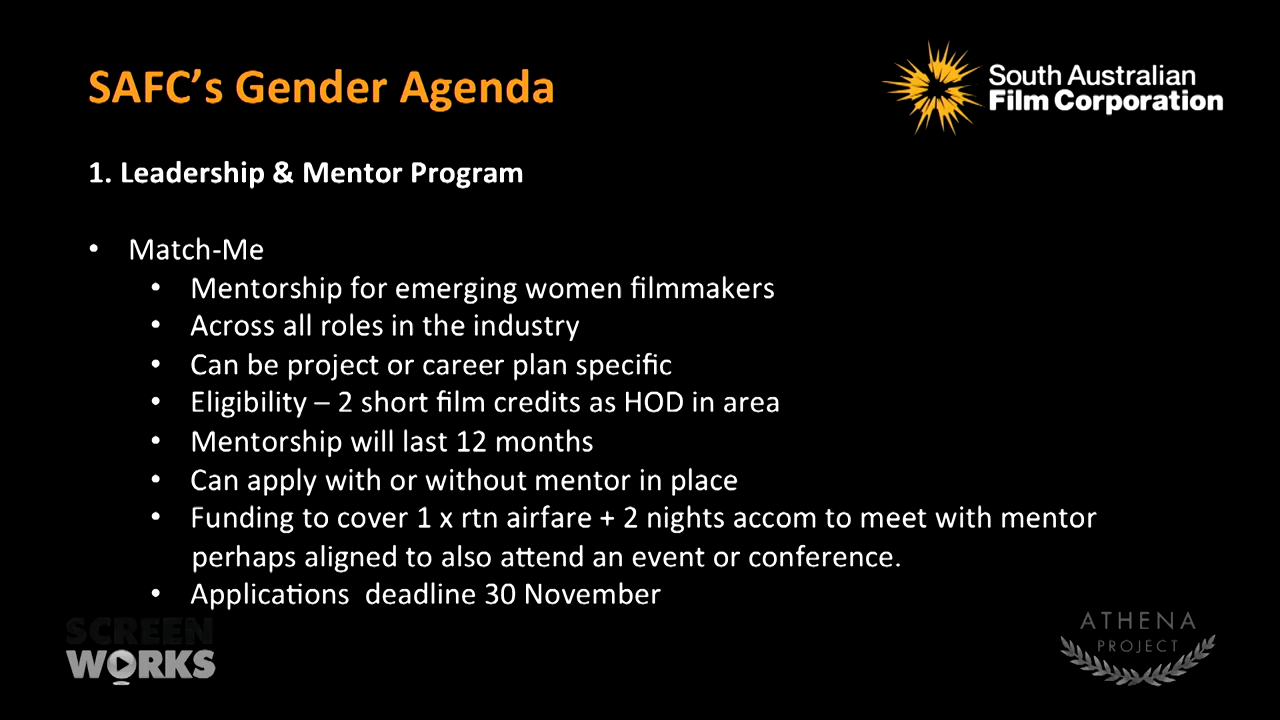 SAFC's Gender Agenda
South Australian
Film Corporation
1. Leadership & Mentor Program
• Match-Me
• Mentorship for emerging women filmmakers
• Across all roles in the industry
• Can be project or career plan specific
• Eligibility – 2 short film credits as HOD in area
• Mentorship will last 12 months
• Can apply with or without mentor in place
• Funding to cover 1 x rtn airfare + 2 nights accom to meet with mentor
perhaps aligned to also attend an event or conference.
• Applications  deadline 30 November
SCREEN
WORKS
ATHENA
PROJECT